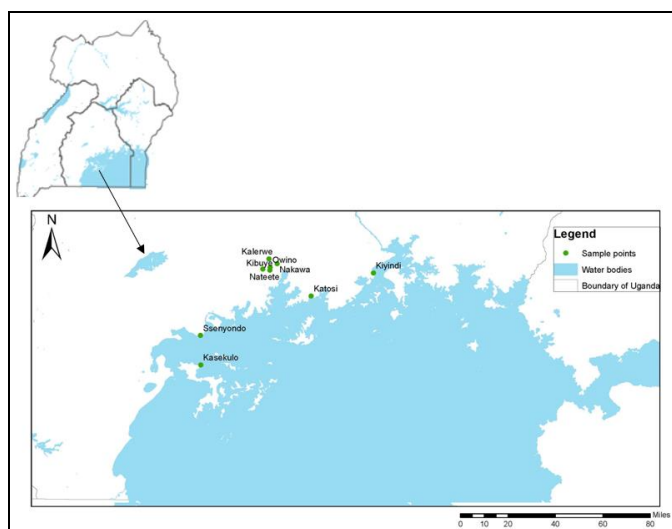 N
Kalerwe
Owino
Kibuye
Nakawa
Nateete
Kiyindi
Katosi
Ssenyondo
Kasekulo
Legend
Sample points
Water bodies
Boundary of Uganda
Miles
0 5 10 20 40 60 80